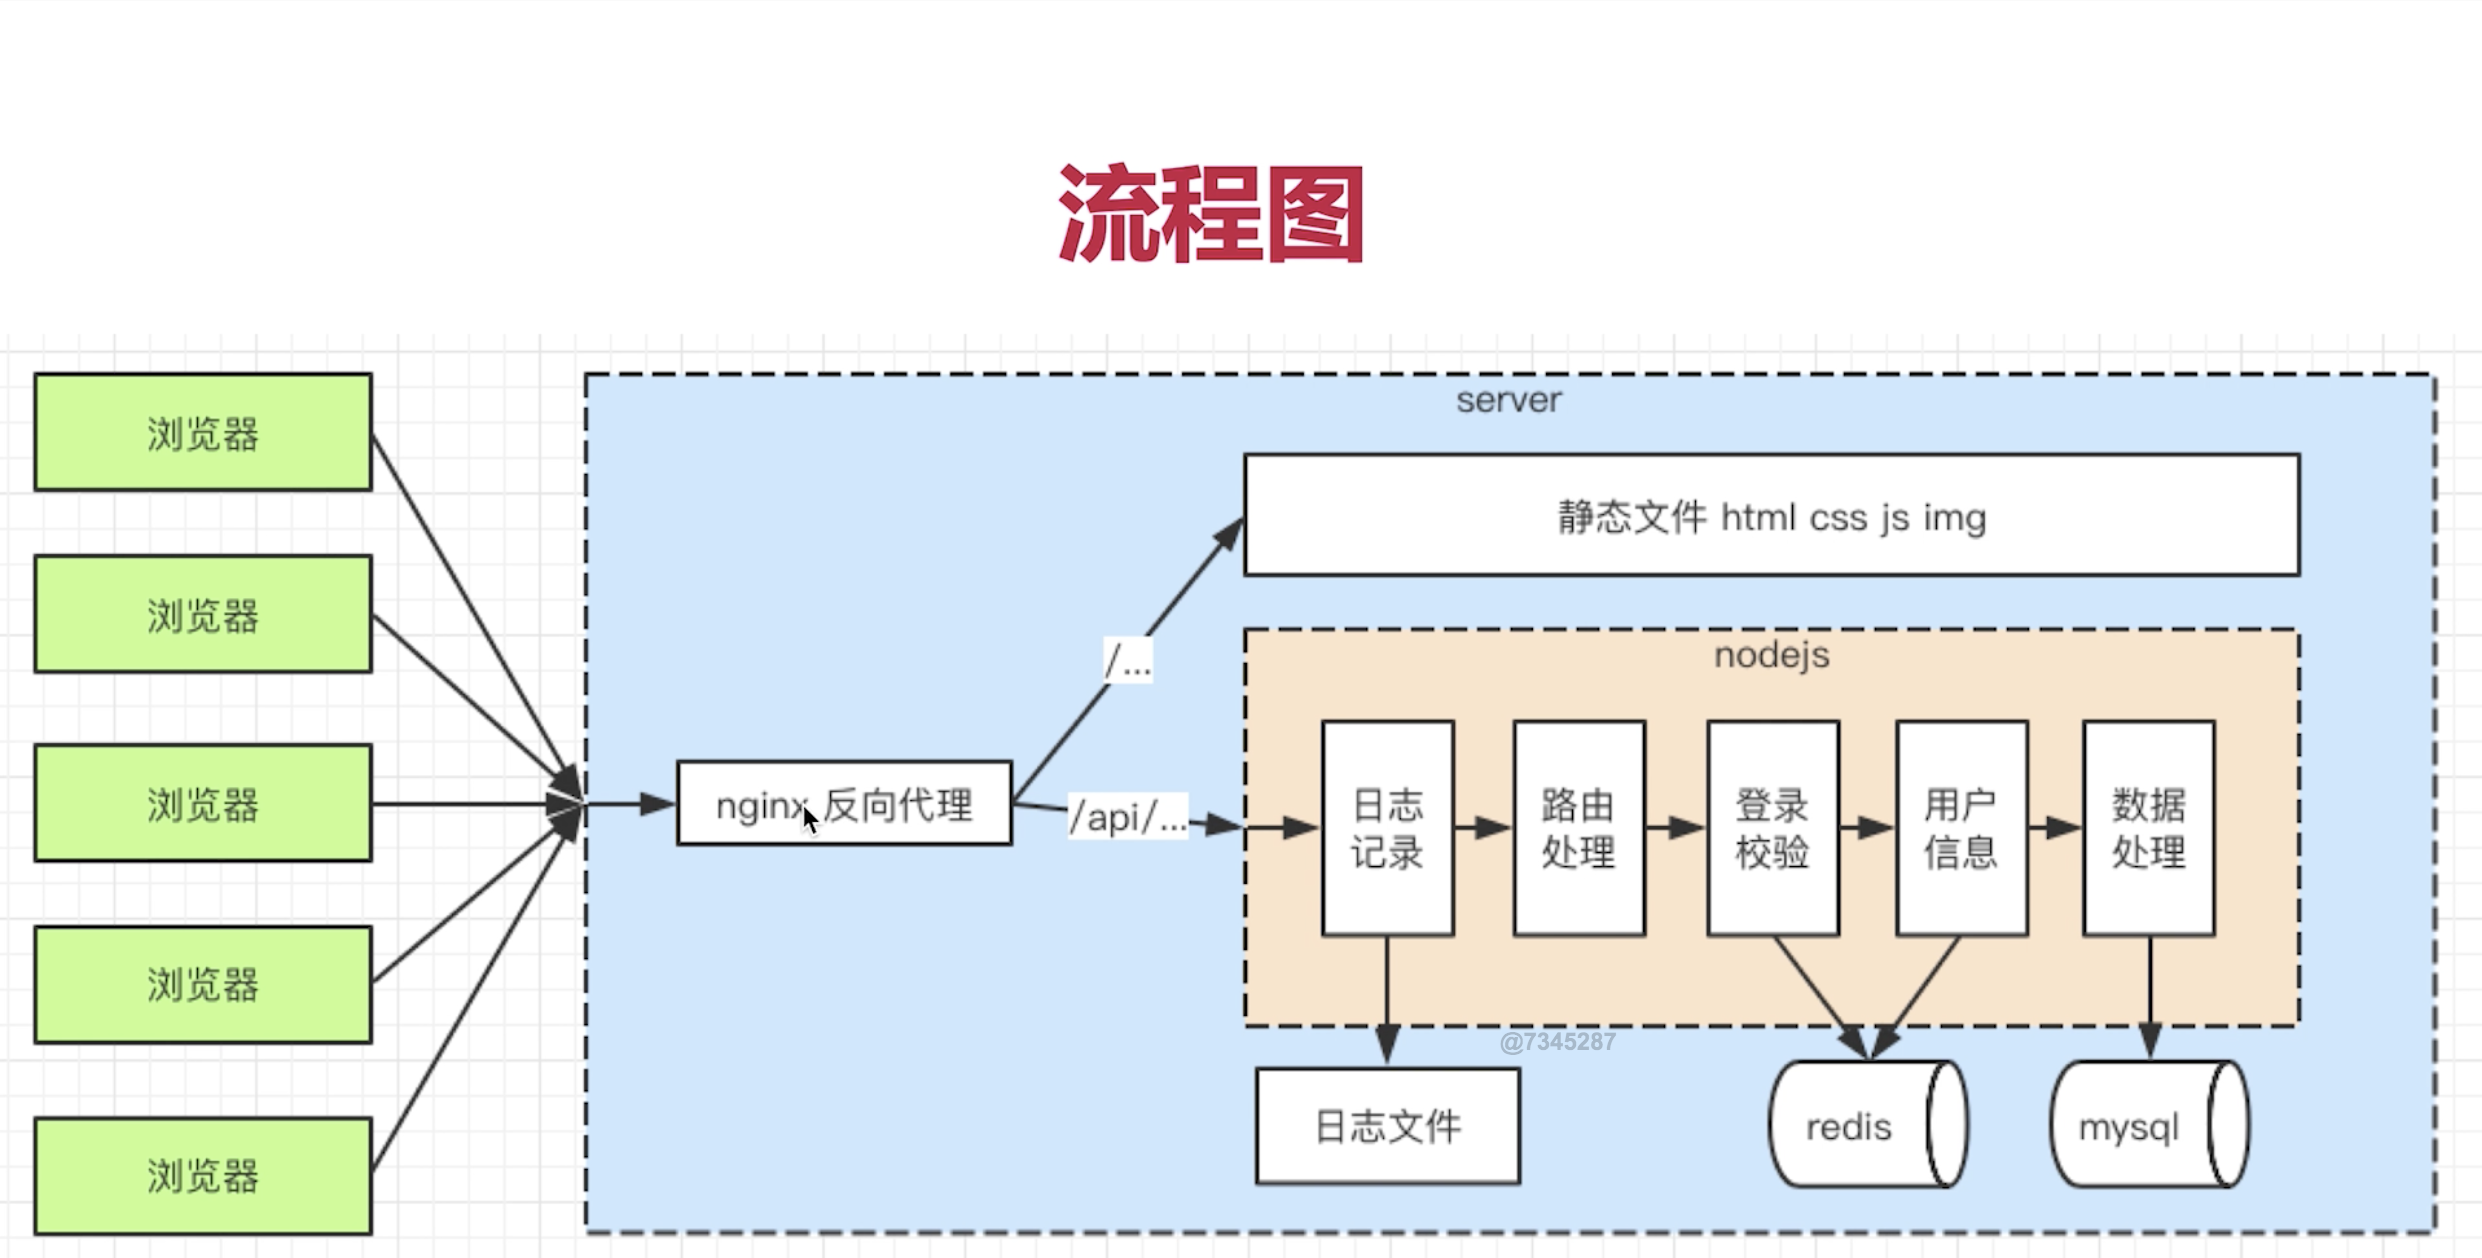 流程图
浏览器
浏览器
浏览器
浏览器
浏览器
server
静态文件 html css js img
/...
nginx 反向代理
/api/...
nodejs
日志
记录
路由
处理
登录
校验
用户
信息
数据
处理
@7345287
日志文件
redis
mysql